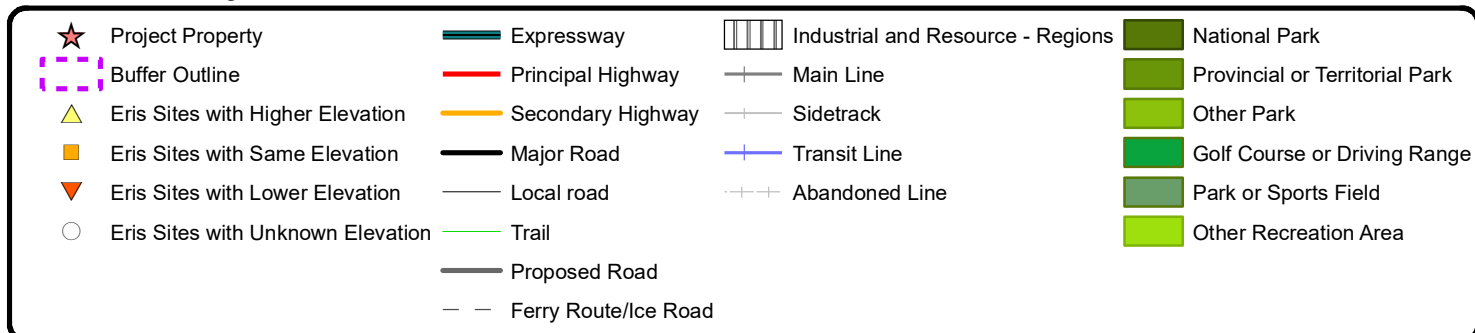 Project Property
Buffer Outline
Eris Sites with Higher Elevation
Eris Sites with Same Elevation
Eris Sites with Lower Elevation
Eris Sites with Unknown Elevation
Expressway
Principal Highway
Secondary Highway
Major Road
Local road
Trail
Proposed Road
Ferry Route/Ice Road
Industrial and Resource - Regions
Main Line
Sidetrack
Transit Line
Abandoned Line
National Park
Provincial or Territorial Park
Other Park
Golf Course or Driving Range
Park or Sports Field
Other Recreation Area